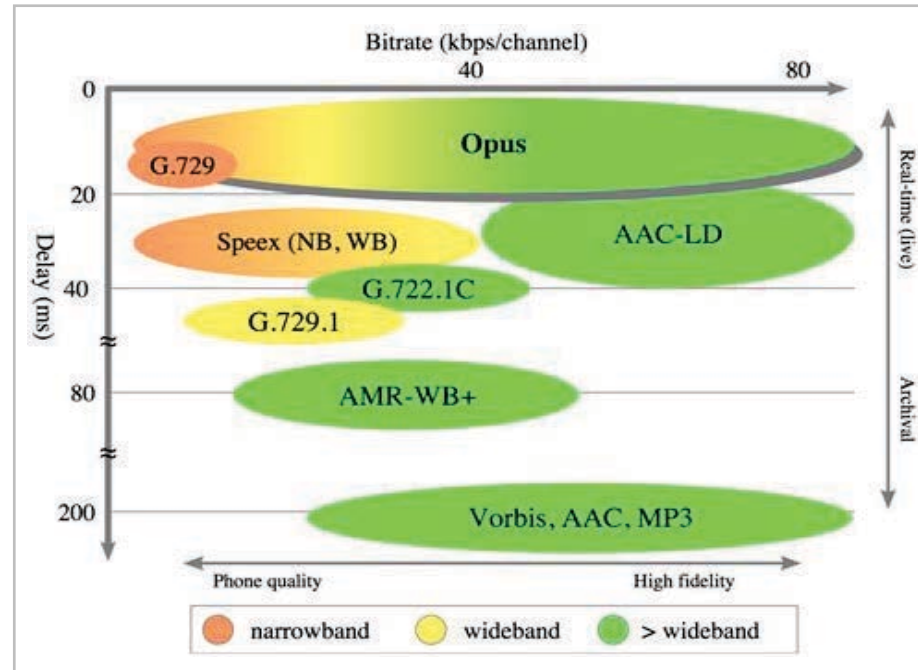 Bitrate (kbps/channel)
40 80
0
Opus
G.729
20
Speex (NB, WB)
AAC-LD
40
G.722.1C
G.729.1
Delay (ms)
≈
80
AMR-WB+
≈
200
Vorbis, AAC, MP3
Real-time (live)
Archival
Phone quality High fidelity
narrowband wideband > wideband